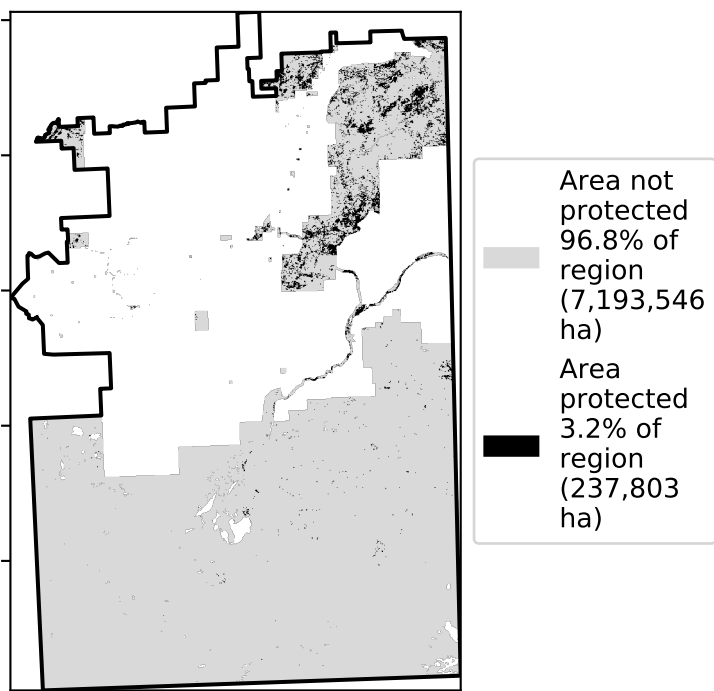 Area not
protected
96.8% of
region
(7,193,546
ha)
Area
protected
3.2% of
region
(237,803
ha)